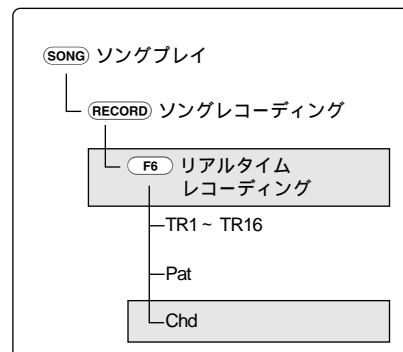 SONG ソングプレイ
RECORD ソングレコーディング
F6 リアルタイム
レコーディング
TR1~ TR16
Pat
Chd